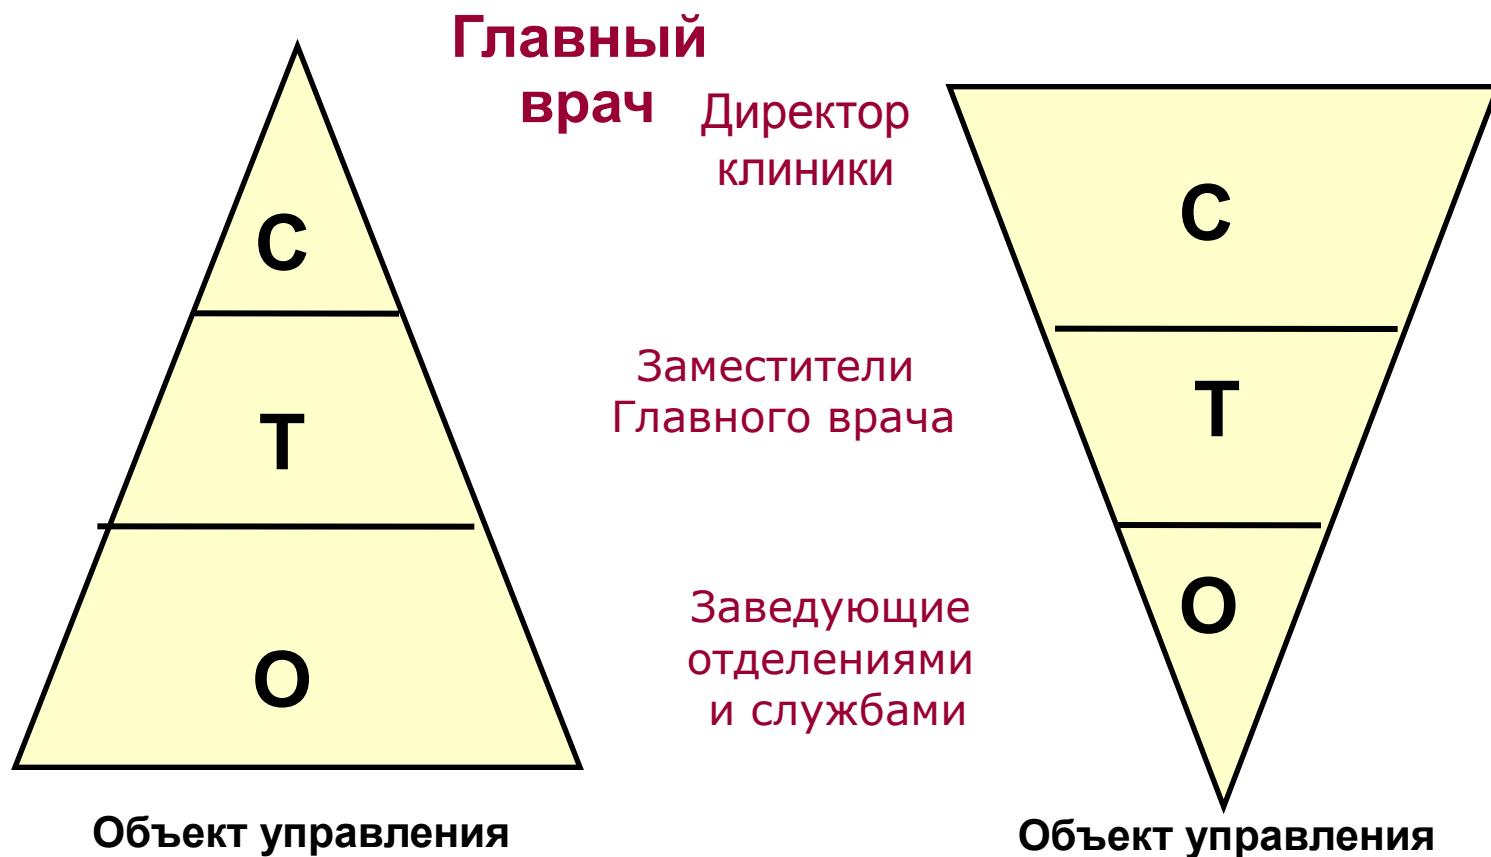 Главный
врач
Директор
клиники
С
С
Заместители
Главного врача
Т
Т
Заведующие
отделениями
и службами
О
О
Объект управления
Объект управления